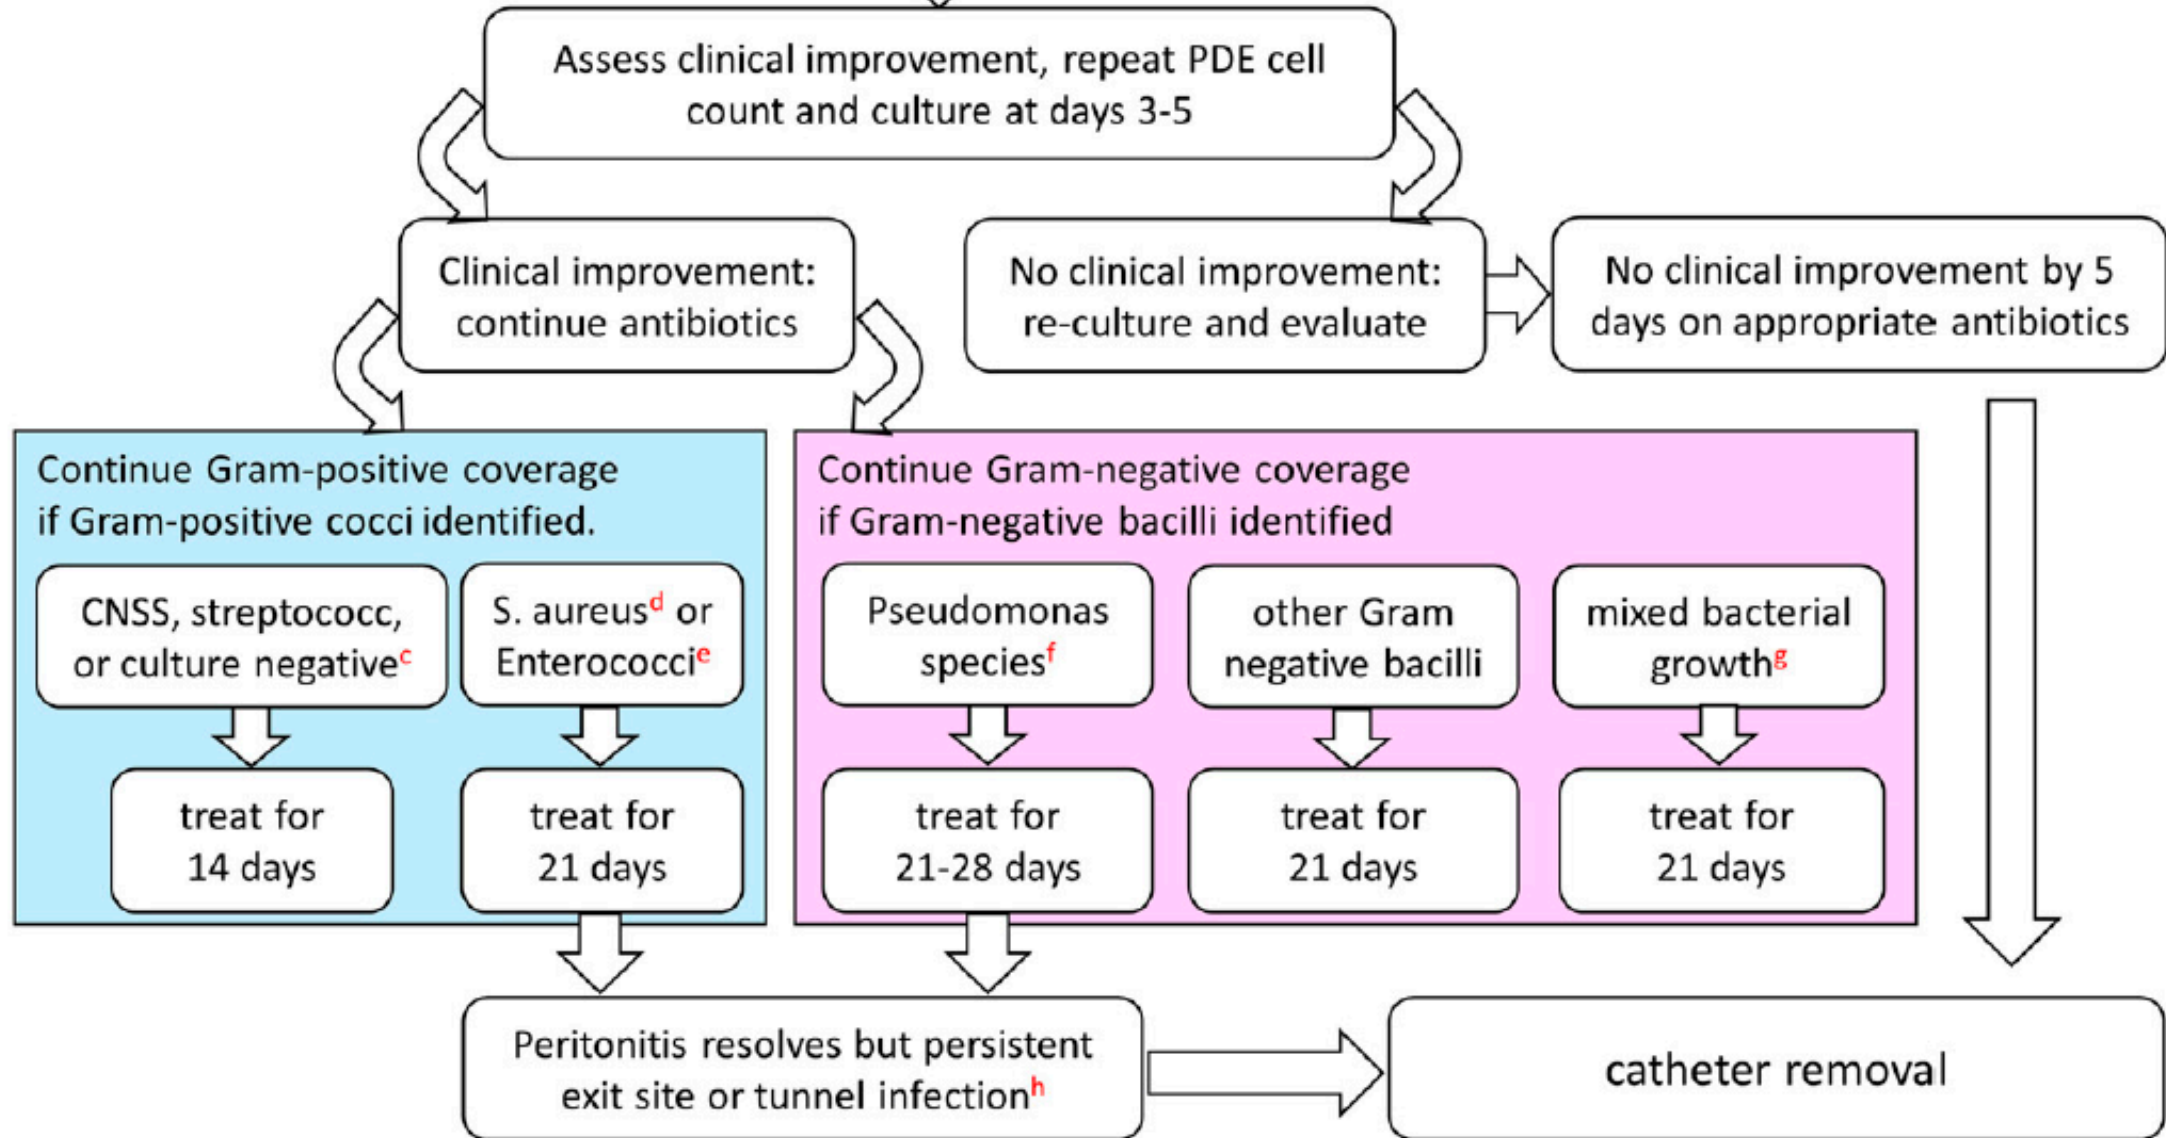 Assess clinical improvement, repeat PDE cell
count and culture at days 3-5
Clinical improvement:
continue antibiotics
No clinical improvement:
re-culture and evaluate
No clinical improvement by 5
days on appropriate antibiotics
Continue Gram-positive coverage
if Gram-positive cocci identified.
CNSS, streptococc,
or culture negativec
S. aureusd or
Enterococcie
treat for
14 days
treat for
21 days
Continue Gram-negative coverage
if Gram-negative bacilli identified
Pseudomonas
speciesf
other Gram
negative bacilli
mixed bacterial
growthg
treat for
21-28 days
treat for
21 days
treat for
21 days
Peritonitis resolves but persistent
exit site or tunnel infectionh
catheter removal